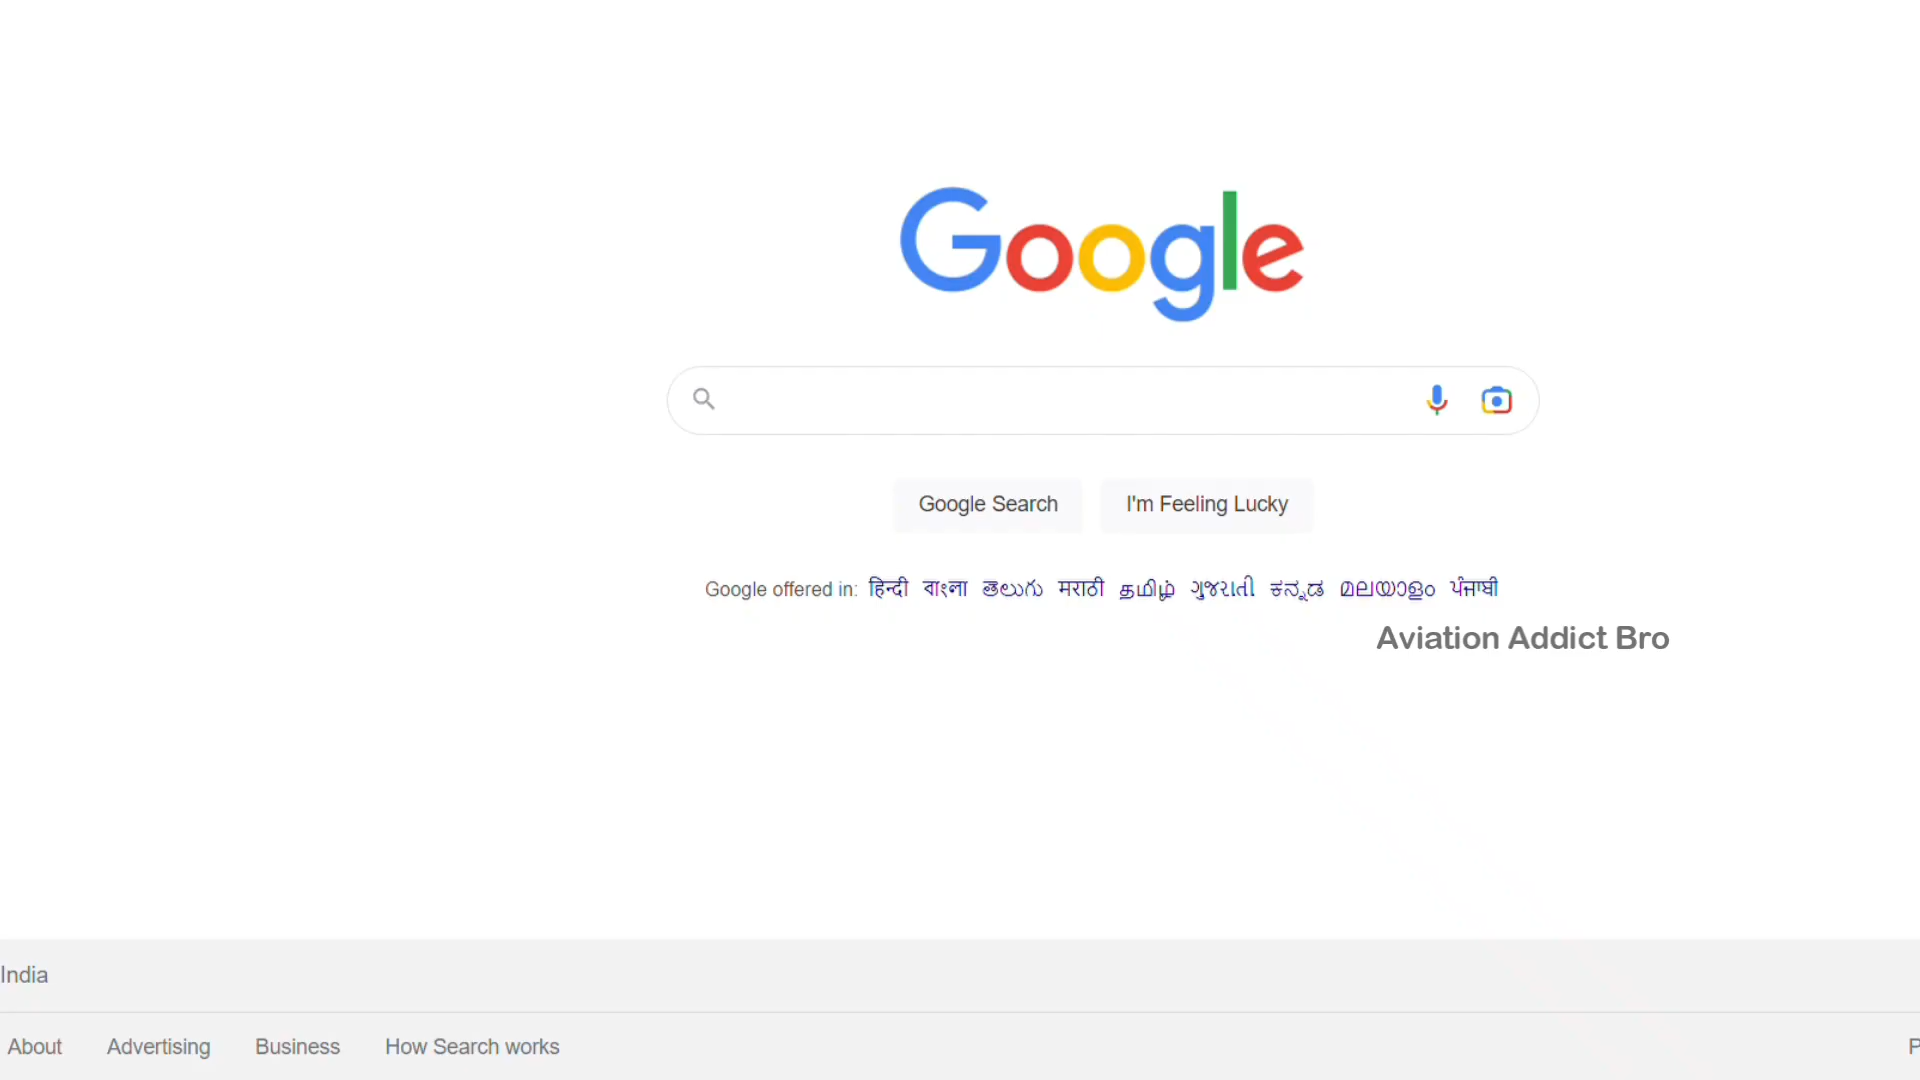 Google
Google Search I'm Feeling Lucky
Google offered in: हिन्दी বাংলা తెలుగు मराठी தமிழ் ગુજરાતી ಕನ್ನಡ മലയാളം ਪੰਜਾਬੀ
Aviation Addict Bro
India
About Advertising Business How Search works